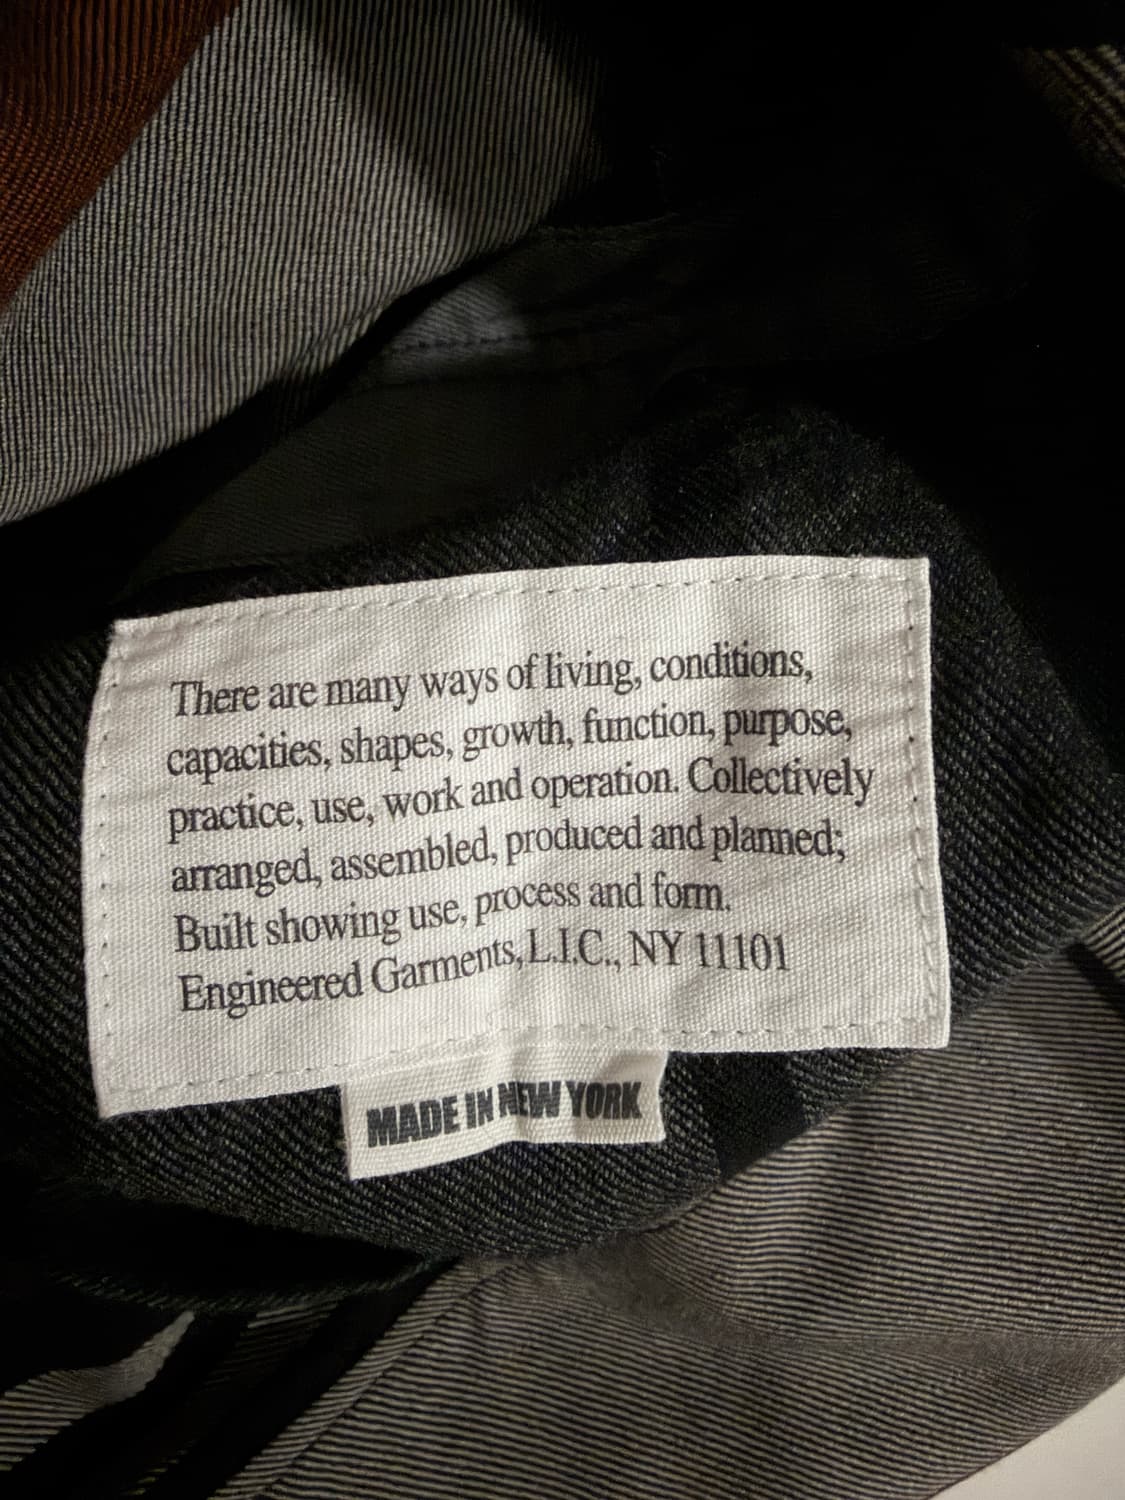 There are many ways of living, conditions,
capacities, shapes, growth, function, purpose,
practice, use, work and operation. Collectively
arranged, assembled, produced and planned;
Built showing use, process and form.
Engineered Garments, L.I.C., NY 11101
MADE IN NEW YORK